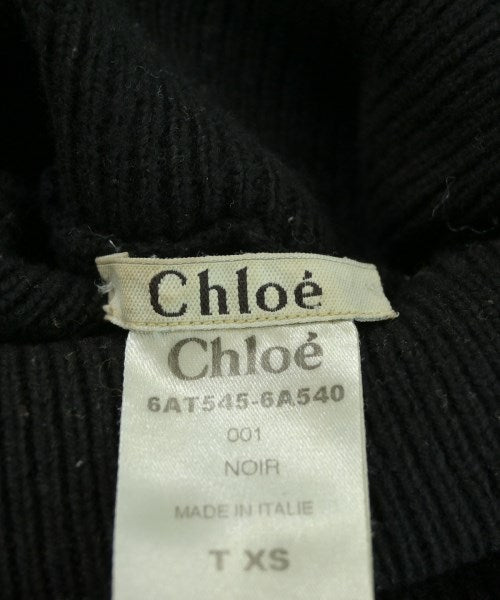 Chloé
Chloé
6AT545-6A540
001
NOIR
MADE IN ITALIE
T XS